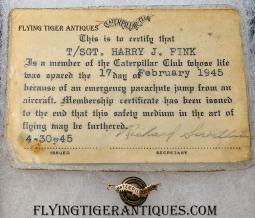 FLYING TIGER ANTIQUES
CATERPILLAR CLUB
This is to certify that
T/SGT. HARRY J. FINK
Is a member of the Caterpillar Club whose life
was spared the 17 day of February 1945
because of an emergency parachute jump from an
aircraft. Membership certificate has been issued
to the end that this safety medium in the art of
flying may be furthered.
4-30-45
ISSUED SECRETARY
FLYINGTIGERANTIQUES.COM